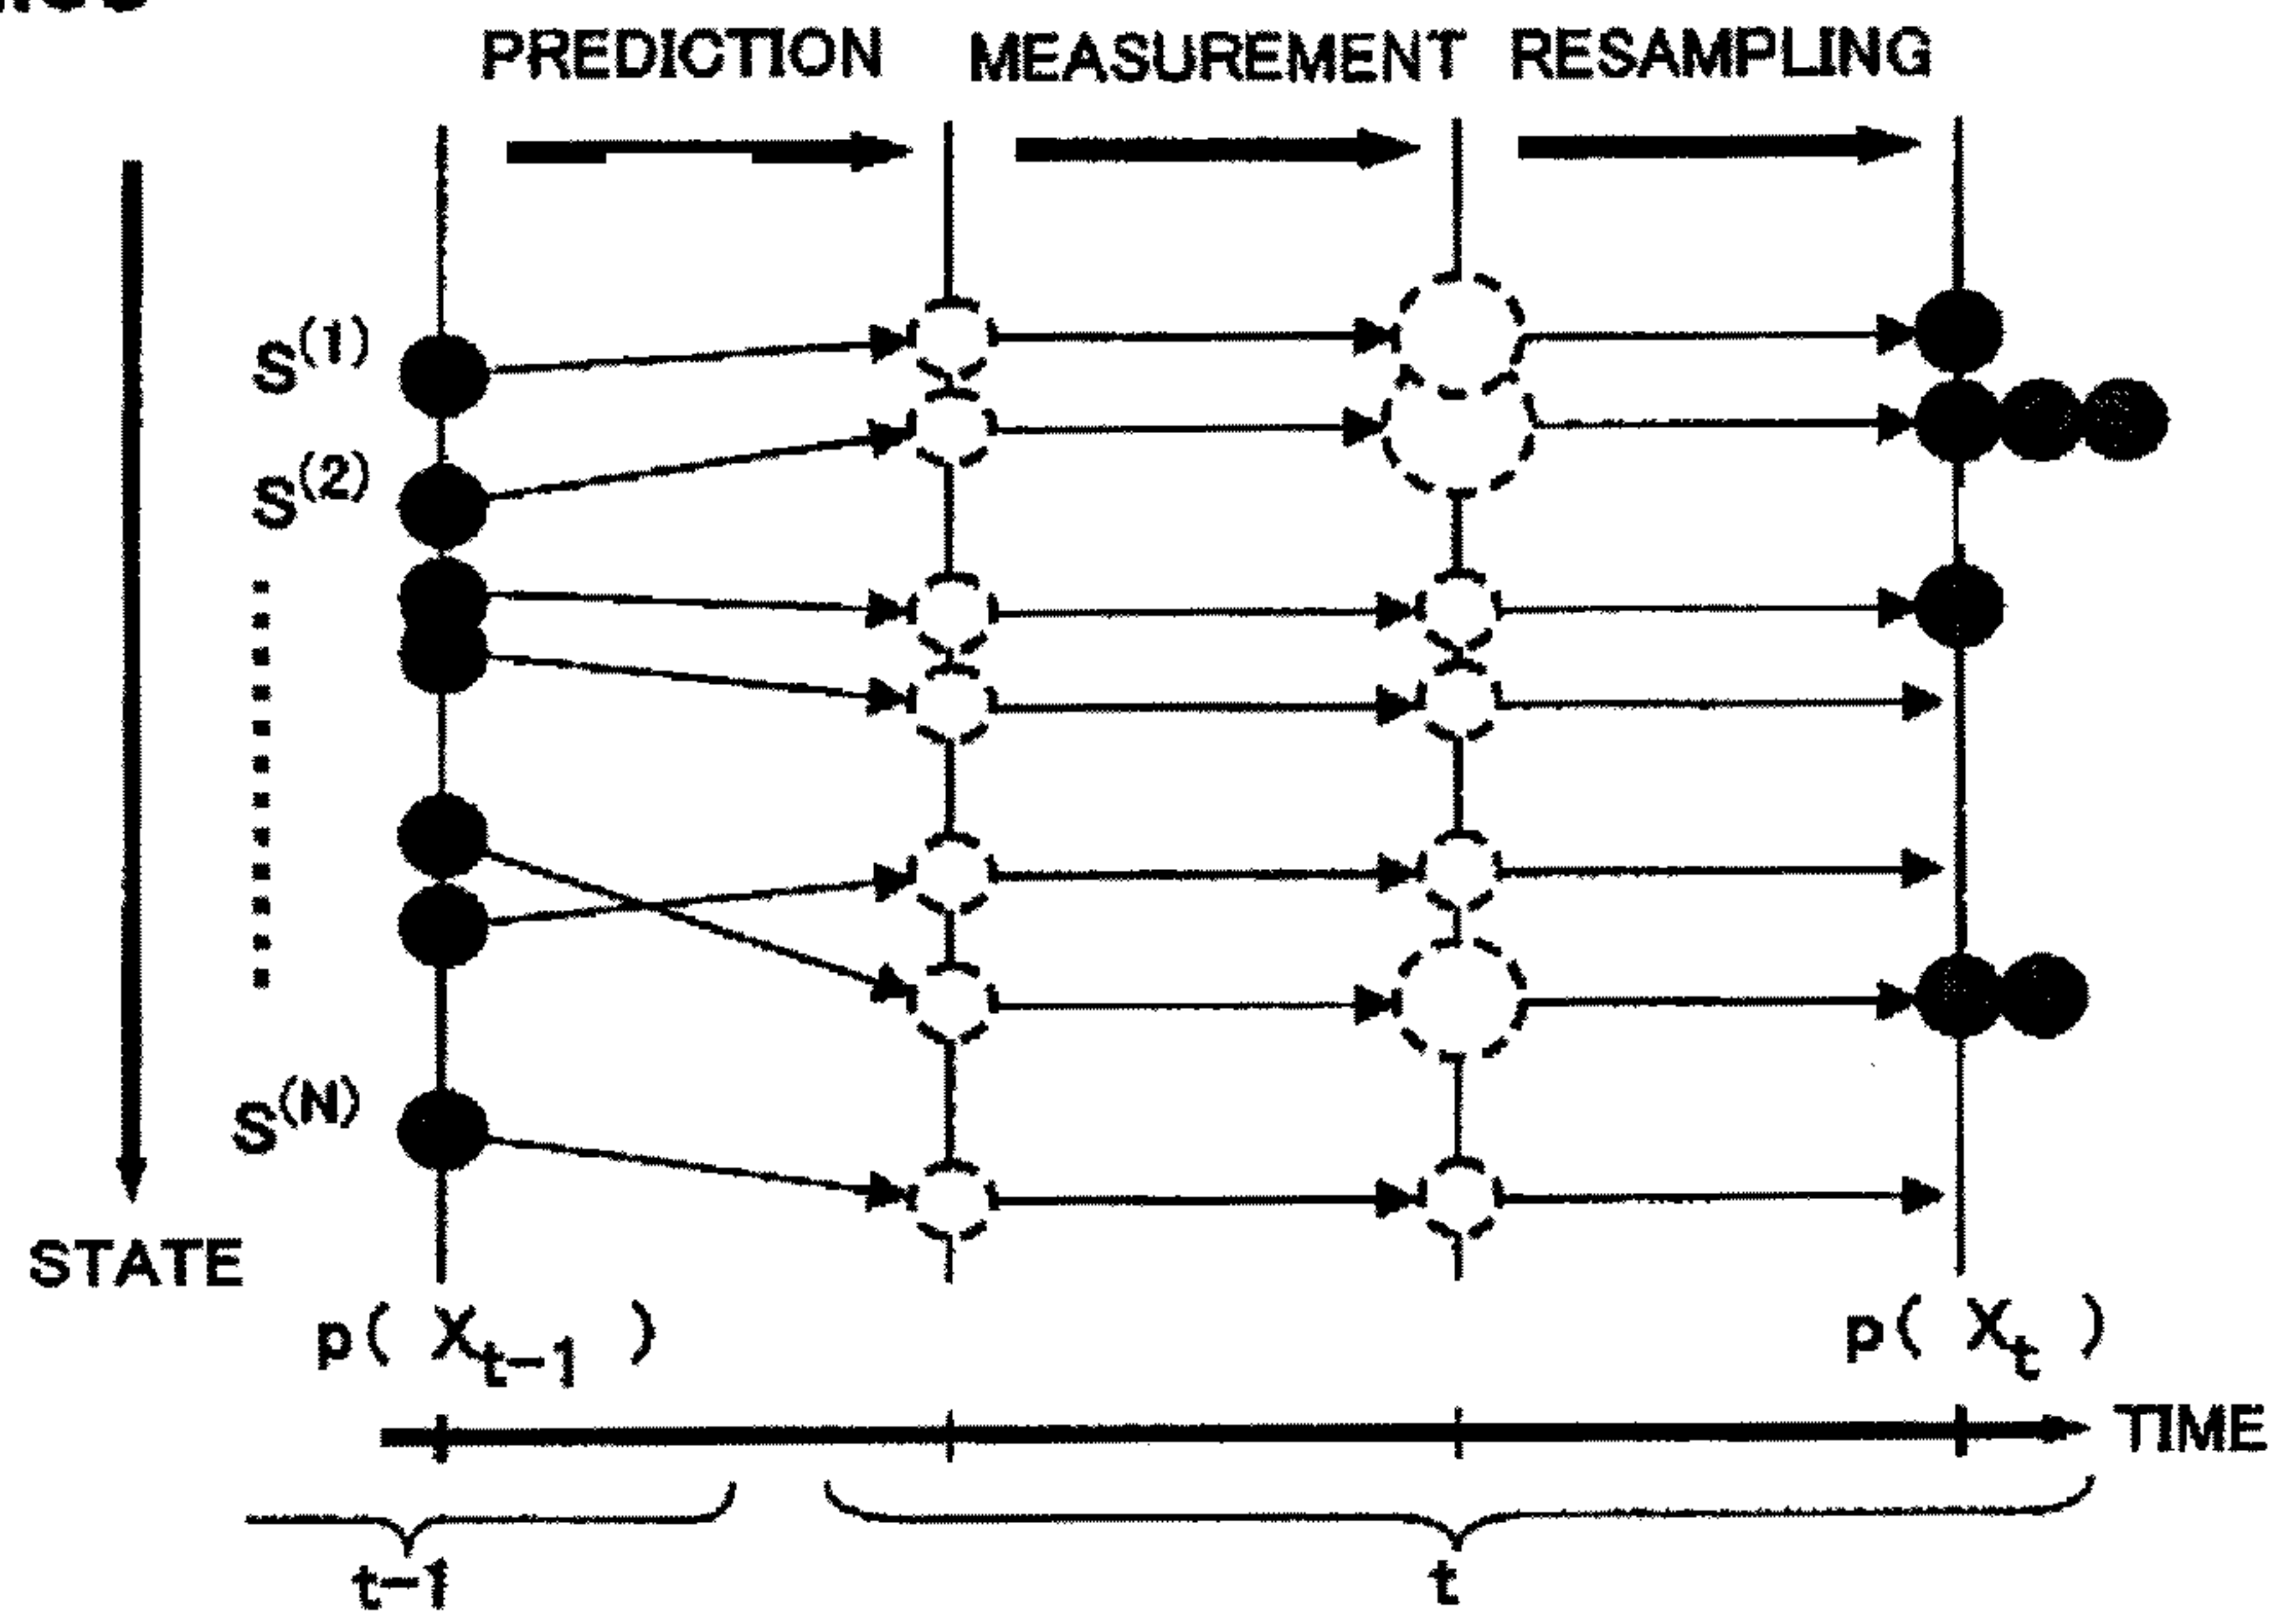 PREDICTION MEASUREMENT RESAMPLING
S(1)
S(2)
S(N)
STATE
p( Xt-1 )
p( Xt )
TIME
t-1
t